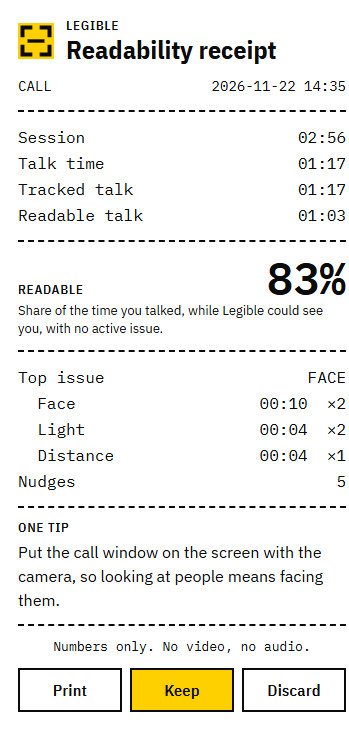 LEGIBLE
Readability receipt
CALL 2026-11-22 14:35
Session 02:56
Talk time 01:17
Tracked talk 01:17
Readable talk 01:03
READABLE 83%
Share of the time you talked, while Legible could see
you, with no active issue.
Top issue FACE
Face 00:10 ×2
Light 00:04 ×2
Distance 00:04 ×1
Nudges 5
ONE TIP
Put the call window on the screen with the
camera, so looking at people means facing
them.
Numbers only. No video, no audio.
Print Keep Discard